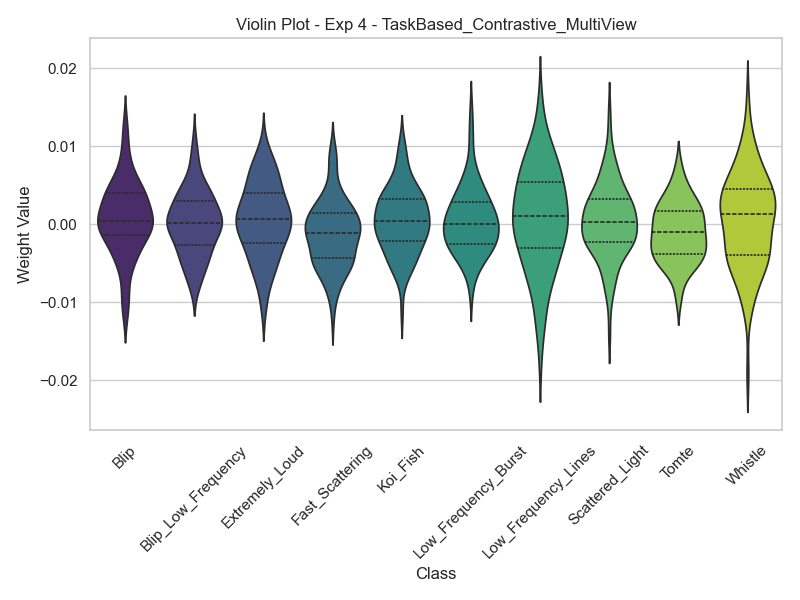 Violin Plot - Exp 4 - TaskBased_Contrastive_MultiView
0.02
0.01
0.00
−0.01
−0.02
Weight Value
Blip
Blip_Low_Frequency
Extremely_Loud
Fast_Scattering
Koi_Fish
Low_Frequency_Burst
Low_Frequency_Lines
Scattered_Light
Tomte
Whistle
Class